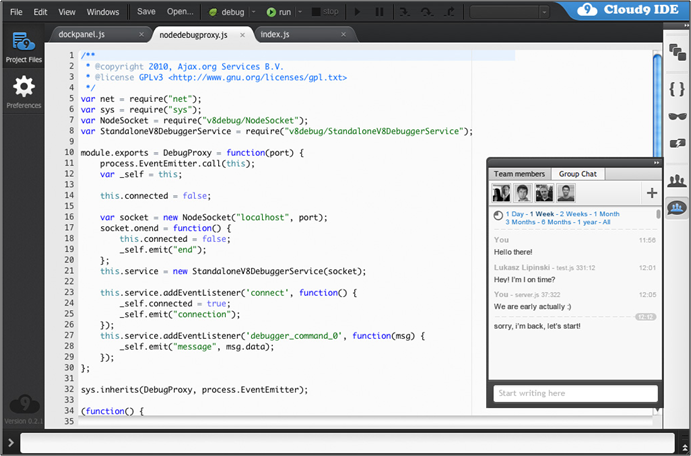 File Edit View Windows Save Open... debug run stop Cloud9 IDE
dockpanel.js nodedebugproxy.js index.js
Project Files
Preferences
1 /**
2  * @copyright 2010, Ajax.org Services B.V.
3  * @license GPLv3 <http://www.gnu.org/licenses/gpl.txt>
4  */
5 var net = require("net");
6 var sys = require("sys");
7 var NodeSocket = require("v8debug/NodeSocket");
8 var StandaloneV8DebuggerService = require("v8debug/StandaloneV8DebuggerService");
9
10 module.exports = DebugProxy = function(port) {
11     process.EventEmitter.call(this);
12     var _self = this;
13
14     this.connected = false;
15
16     var socket = new NodeSocket("localhost", port);
17     socket.onend = function() {
18         this.connected = false;
19         _self.emit("end");
20     };
21     this.service = new StandaloneV8DebuggerService(socket);
22
23     this.service.addEventListener('connect', function() {
24         _self.connected = true;
25         _self.emit("connection");
26     });
27     this.service.addEventListener('debugger_command_0', function(msg) {
28         _self.emit("message", msg.data);
29     });
30 };
31
32 sys.inherits(DebugProxy, process.EventEmitter);
33
34 (function() {
35
Team members Group Chat
1 Day - 1 Week - 2 Weeks - 1 Month
3 Months - 6 Months - 1 year - All
You 11:56
Hello there!
Lukasz Lipinski - test.js 331:12 12:01
Hey! I'm I on time?
You - server.js 37:322 12:05
We are early actually :)
12:13
sorry, i'm back, let's start!
Start writing here
Version 0.2.